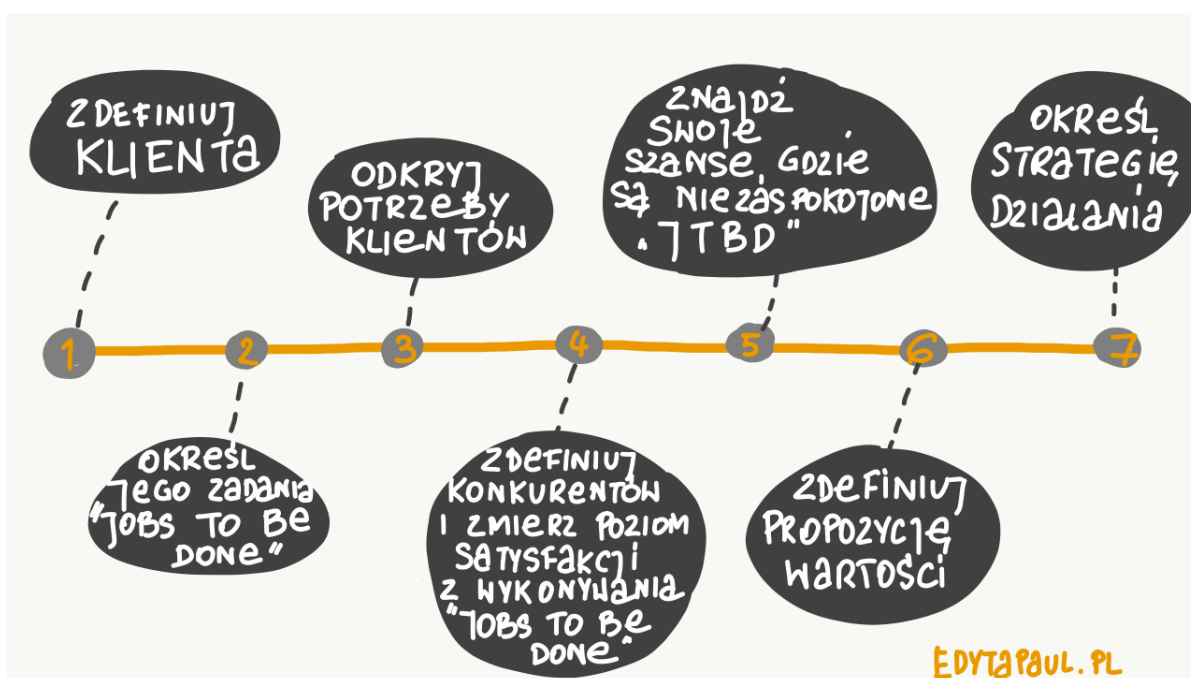 ZDEFINIUJ
KLIENTA
1
OKREŚL
JEGO ZADANIA
"JOBS TO BE
DONE"
2
ODKRYJ
POTRZEBY
KLIENTÓW
3
ZDEFINIUJ
KONKURENTÓW
I ZMIERZ POZIOM
SATYSFAKCJI
Z WYKONYWANIA
"JOBS TO BE
DONE"
4
ZNAJDŹ
SWOJE
SZANSE, GDZIE
SĄ NIEZASPOKOJONE
"JTBD"
5
ZDEFINIUJ
PROPOZYCJĘ
WARTOŚCI
6
OKREŚL
STRATEGIĘ
DZIAŁANIA
7
EDYTAPAUL.PL